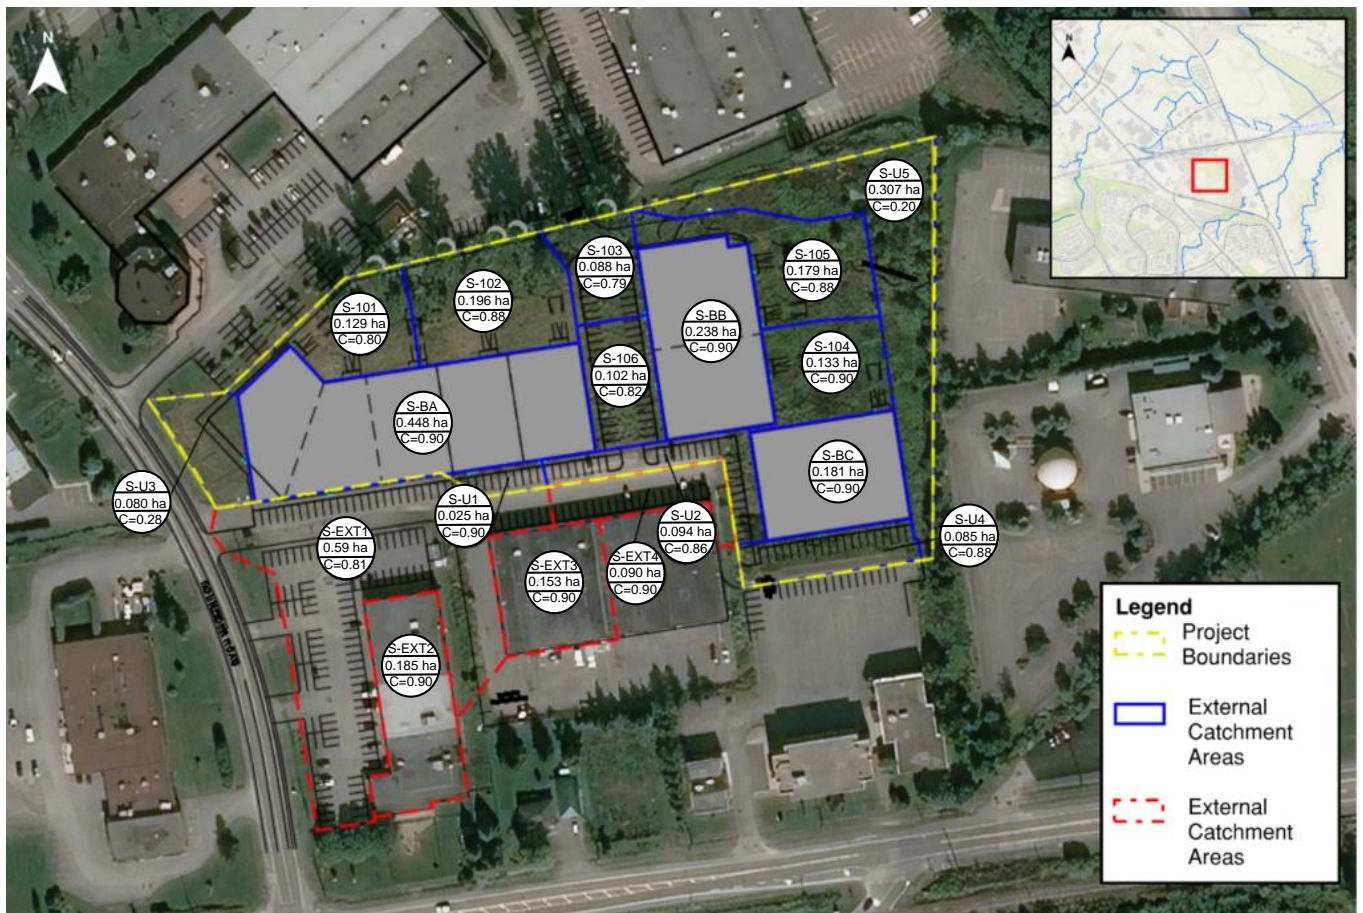 N
N
S-U5
0.307 ha
C=0.20
S-103
0.088 ha
C=0.79
S-105
0.179 ha
C=0.88
S-102
0.196 ha
C=0.88
S-101
0.129 ha
C=0.80
S-BB
0.238 ha
C=0.90
S-104
0.133 ha
C=0.90
S-106
0.102 ha
C=0.82
S-BA
0.448 ha
C=0.90
S-BC
0.181 ha
C=0.90
S-U3
0.080 ha
C=0.28
S-U1
0.025 ha
C=0.90
S-U2
0.094 ha
C=0.86
S-U4
0.085 ha
C=0.88
S-EXT1
0.59 ha
C=0.81
S-EXT3
0.153 ha
C=0.90
S-EXT4
0.090 ha
C=0.90
S-EXT2
0.185 ha
C=0.90
Legend
Project
Boundaries
External
Catchment
Areas
External
Catchment
Areas